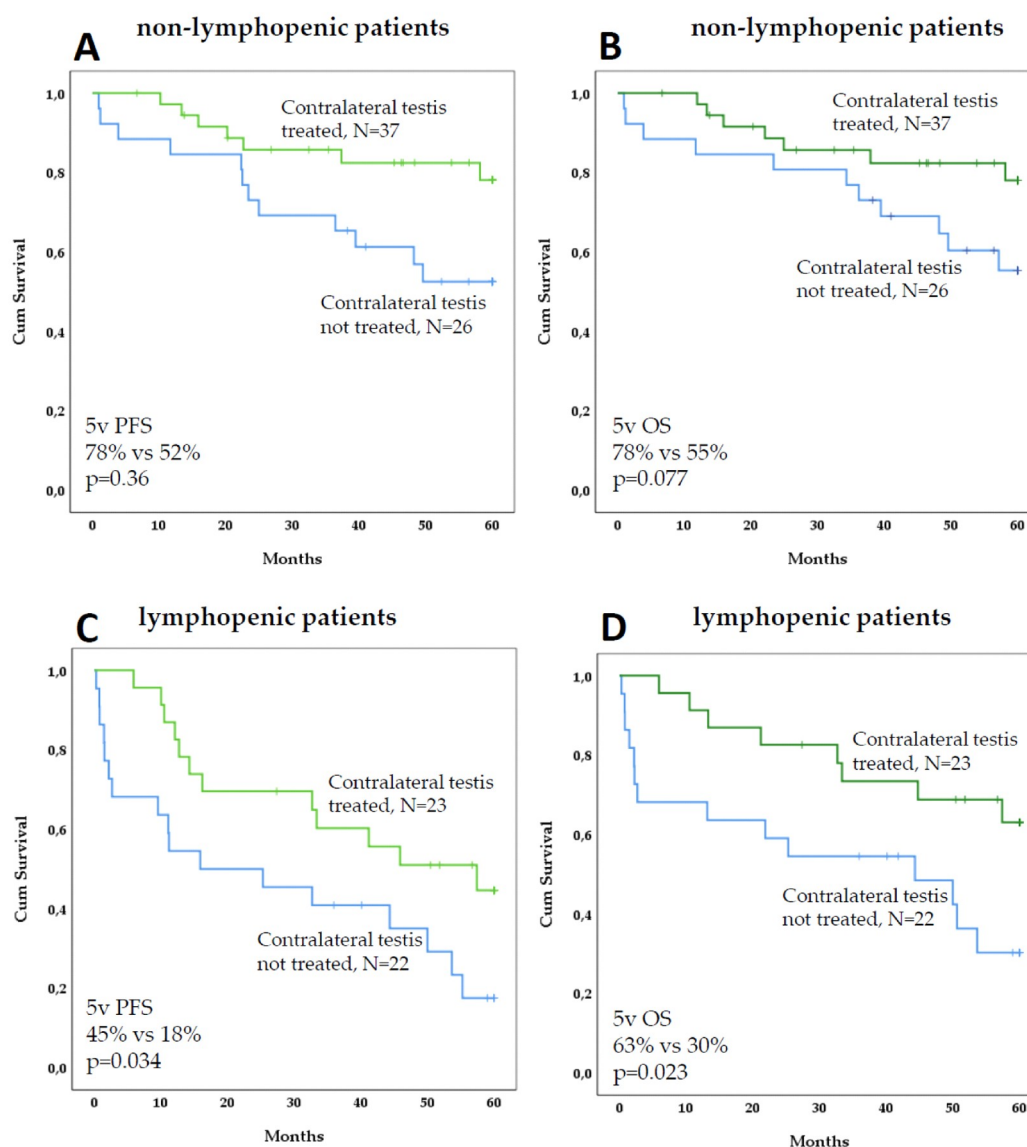 A
non-lymphopenic patients
1,0
0,8
0,6
0,4
0,2
0,0
Cum Survival
Contralateral testis
treated, N=37
Contralateral testis
not treated, N=26
5v PFS
78% vs 52%
p=0.36
0 10 20 30 40 50 60
Months
B
non-lymphopenic patients
1,0
0,8
0,6
0,4
0,2
0,0
Cum Survival
Contralateral testis
treated, N=37
Contralateral testis
not treated, N=26
5v OS
78% vs 55%
p=0.077
0 10 20 30 40 50 60
Months
C
lymphopenic patients
1,0
0,8
0,6
0,4
0,2
0,0
Cum Survival
Contralateral testis
treated, N=23
Contralateral testis
not treated, N=22
5v PFS
45% vs 18%
p=0.034
0 10 20 30 40 50 60
Months
D
lymphopenic patients
1,0
0,8
0,6
0,4
0,2
0,0
Cum Survival
Contralateral testis
treated, N=23
Contralateral testis
not treated, N=22
5v OS
63% vs 30%
p=0.023
0 10 20 30 40 50 60
Months